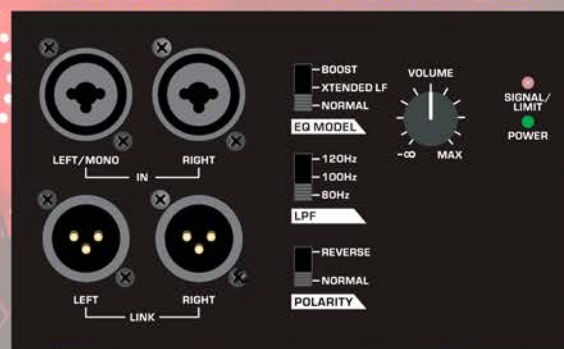 BOOST
XTENDED LF
NORMAL
EQ MODEL
VOLUME
-∞ MAX
SIGNAL/
LIMIT
POWER
LEFT/MONO RIGHT
IN
120Hz
100Hz
80Hz
LPF
REVERSE
NORMAL
POLARITY
LEFT RIGHT
LINK